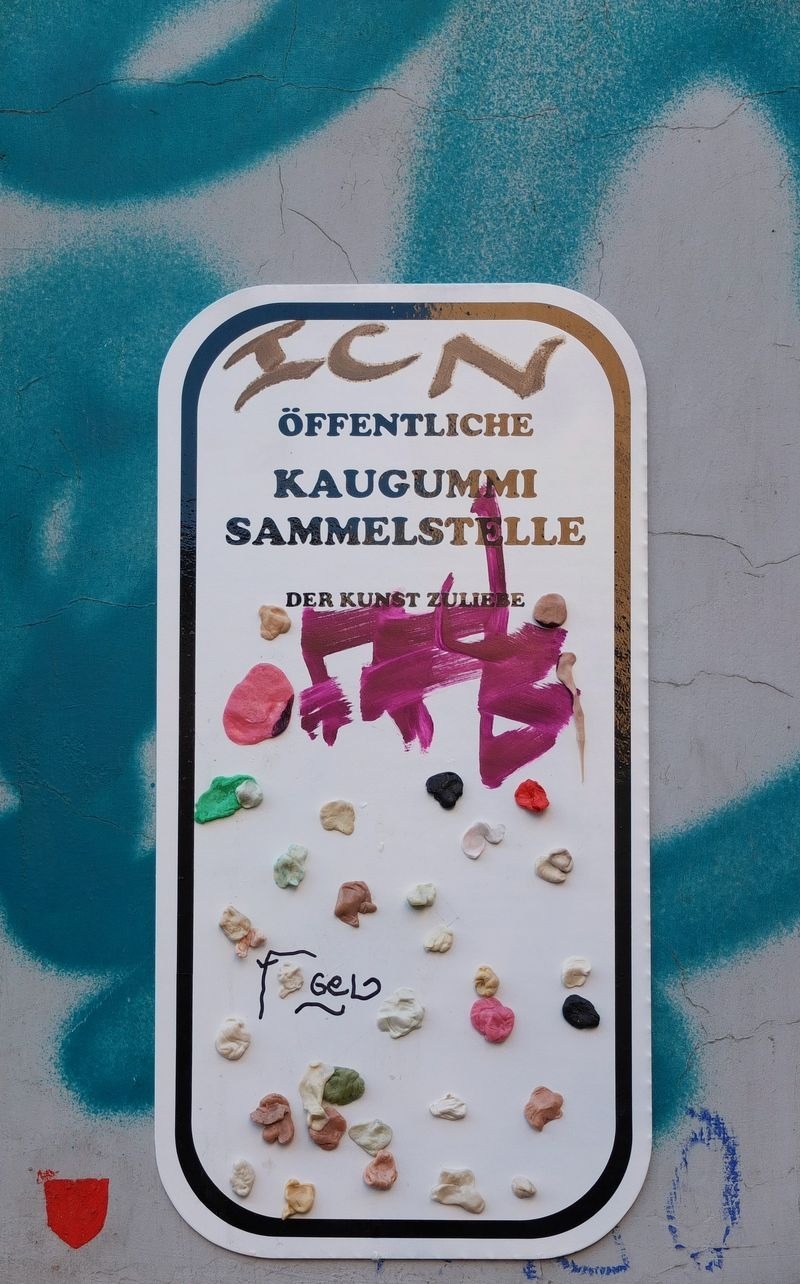 ICN
ÖFFENTLICHE
KAUGUMMI
SAMMELSTELLE
DER KUNST ZULIEBE